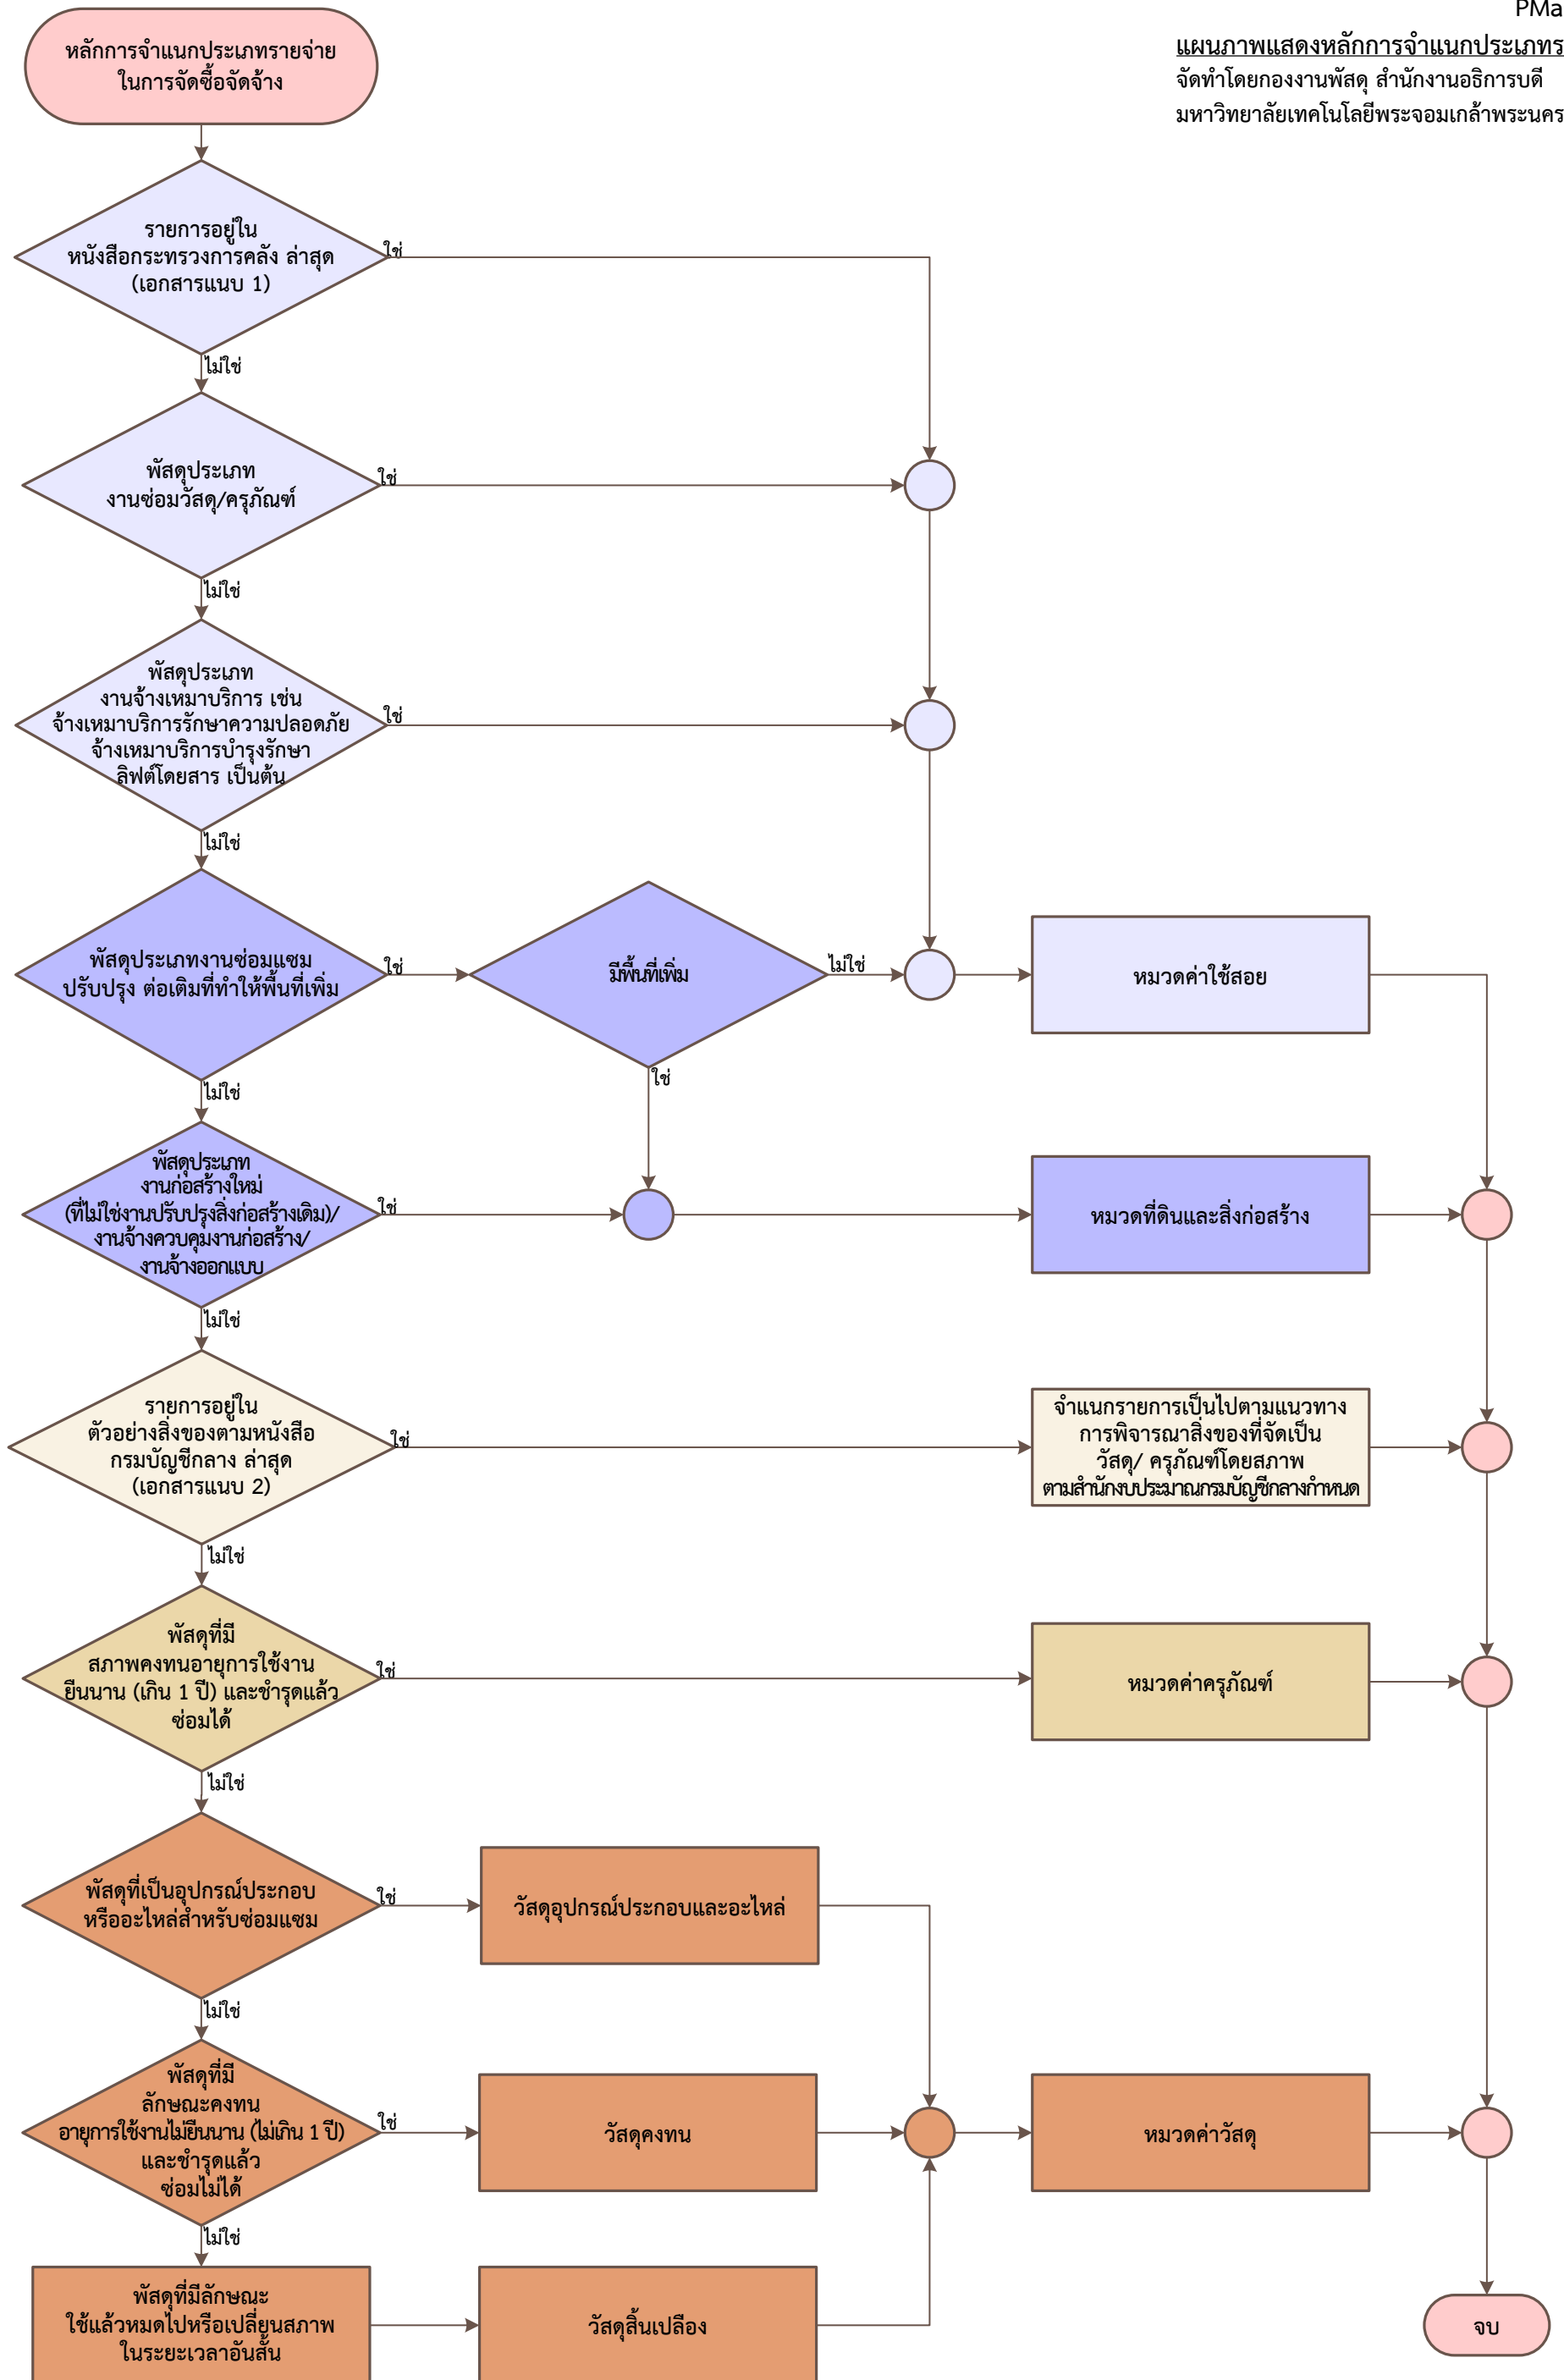 PMa
แผนภาพแสดงหลักการจำแนกประเภทร
จัดทำโดยกองงานพัสดุ สำนักงานอธิการบดี
มหาวิทยาลัยเทคโนโลยีพระจอมเกล้าพระนคร
หลักการจำแนกประเภทรายจ่าย
ในการจัดซื้อจัดจ้าง
รายการอยู่ใน
หนังสือกระทรวงการคลัง ล่าสุด
(เอกสารแนบ 1)
ใช่
ไม่ใช่
พัสดุประเภท
งานซ่อมวัสดุ/ครุภัณฑ์
ใช่
ไม่ใช่
พัสดุประเภท
งานจ้างเหมาบริการ เช่น
จ้างเหมาบริการรักษาความปลอดภัย
จ้างเหมาบริการบำรุงรักษา
ลิฟต์โดยสาร เป็นต้น
ใช่
ไม่ใช่
พัสดุประเภทงานซ่อมแซม
ปรับปรุง ต่อเติมที่ทำให้พื้นที่เพิ่ม
ใช่
มีพื้นที่เพิ่ม
ไม่ใช่
หมวดค่าใช้สอย
ใช่
ไม่ใช่
พัสดุประเภท
งานก่อสร้างใหม่
(ที่ไม่ใช่งานปรับปรุงสิ่งก่อสร้างเดิม)/
งานจ้างควบคุมงานก่อสร้าง/
งานจ้างออกแบบ
ใช่
หมวดที่ดินและสิ่งก่อสร้าง
ไม่ใช่
รายการอยู่ใน
ตัวอย่างสิ่งของตามหนังสือ
กรมบัญชีกลาง ล่าสุด
(เอกสารแนบ 2)
ใช่
จำแนกรายการเป็นไปตามแนวทาง
การพิจารณาสิ่งของที่จัดเป็น
วัสดุ/ ครุภัณฑ์โดยสภาพ
ตามสำนักงบประมาณกรมบัญชีกลางกำหนด
ไม่ใช่
พัสดุที่มี
สภาพคงทนอายุการใช้งาน
ยืนนาน (เกิน 1 ปี) และชำรุดแล้ว
ซ่อมได้
ใช่
หมวดค่าครุภัณฑ์
ไม่ใช่
พัสดุที่เป็นอุปกรณ์ประกอบ
หรืออะไหล่สำหรับซ่อมแซม
ใช่
วัสดุอุปกรณ์ประกอบและอะไหล่
ไม่ใช่
พัสดุที่มี
ลักษณะคงทน
อายุการใช้งานไม่ยืนนาน (ไม่เกิน 1 ปี)
และชำรุดแล้ว
ซ่อมไม่ได้
ใช่
วัสดุคงทน
หมวดค่าวัสดุ
ไม่ใช่
พัสดุที่มีลักษณะ
ใช้แล้วหมดไปหรือเปลี่ยนสภาพ
ในระยะเวลาอันสั้น
วัสดุสิ้นเปลือง
จบ